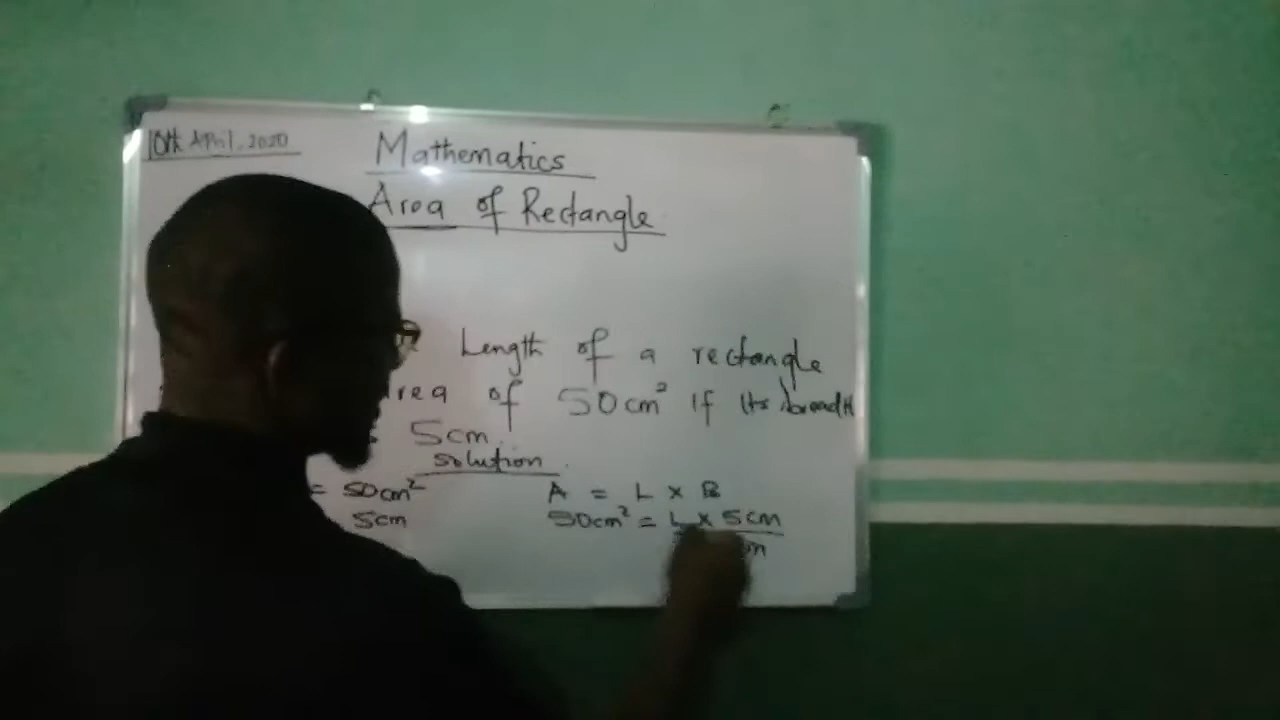 10th April, 2020
Mathematics
Area of Rectangle
Length of a rectangle
rea of 50cm² If its breadth
5cm.
solution
= 50cm²
5cm
A = L x B
50cm² = L x 5cm
m